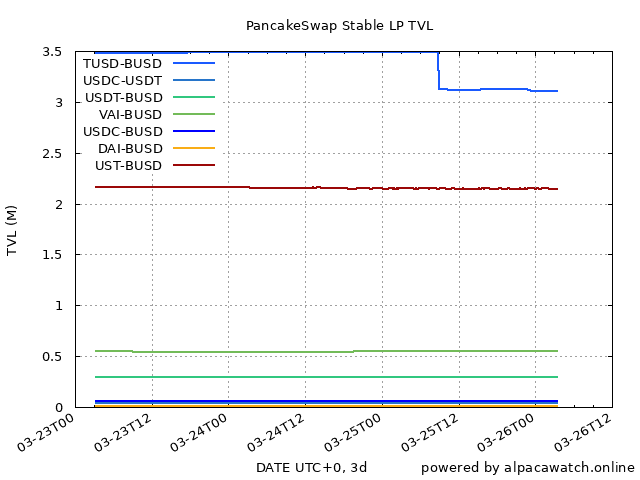 PancakeSwap Stable LP TVL
3.5
3
2.5
2
1.5
1
0.5
0
TVL (M)
TUSD-BUSD
USDC-USDT
USDT-BUSD
VAI-BUSD
USDC-BUSD
DAI-BUSD
UST-BUSD
03-23T00
03-23T12
03-24T00
03-24T12
03-25T00
03-25T12
03-26T00
03-26T12
DATE UTC+0, 3d
powered by alpacawatch.online